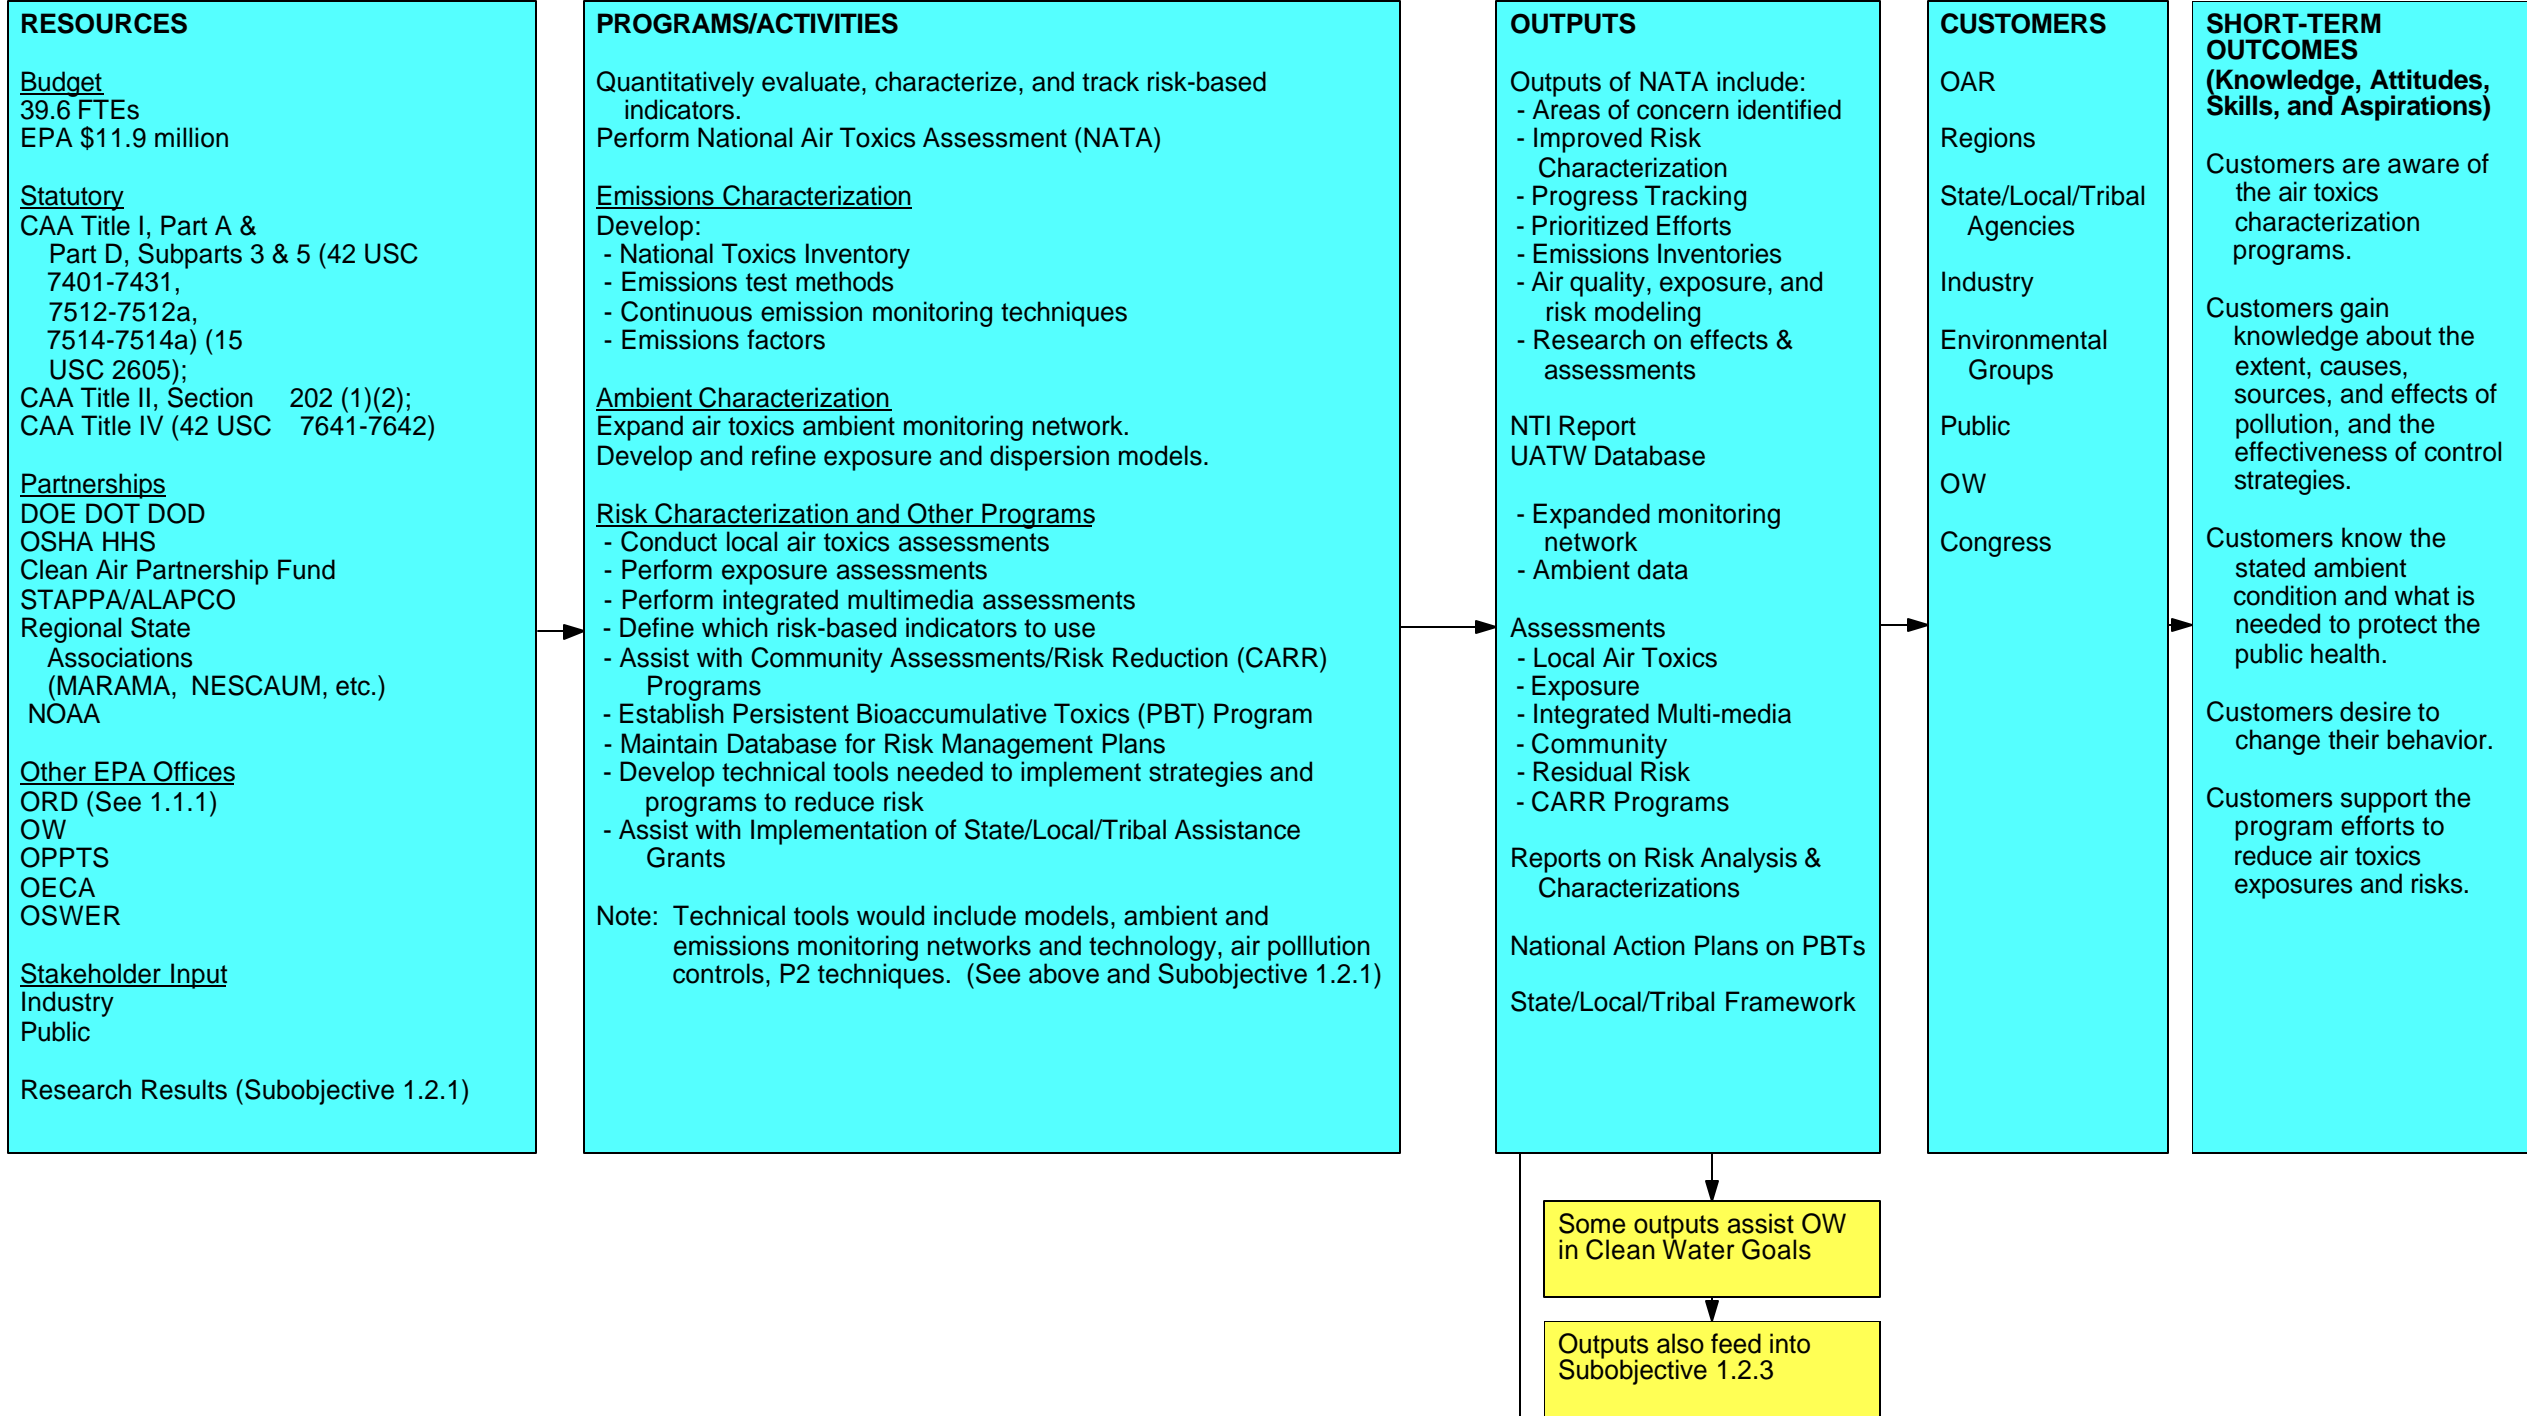 RESOURCES
Budget
39.6 FTEs
EPA $11.9 million
Statutory
CAA Title I, Part A &
Part D, Subparts 3 & 5 (42 USC
7401-7431,
7512-7512a,
7514-7514a) (15
USC 2605);
CAA Title II, Section 202 (1)(2);
CAA Title IV (42 USC 7641-7642)
Partnerships
DOE DOT DOD
OSHA HHS
Clean Air Partnership Fund
STAPPA/ALAPCO
Regional State
Associations
(MARAMA, NESCAUM, etc.)
NOAA
Other EPA Offices
ORD (See 1.1.1)
OW
OPPTS
OECA
OSWER
Stakeholder Input
Industry
Public
Research Results (Subobjective 1.2.1)
PROGRAMS/ACTIVITIES
Quantitatively evaluate, characterize, and track risk-based
indicators.
Perform National Air Toxics Assessment (NATA)
Emissions Characterization
Develop:
- National Toxics Inventory
- Emissions test methods
- Continuous emission monitoring techniques
- Emissions factors
Ambient Characterization
Expand air toxics ambient monitoring network.
Develop and refine exposure and dispersion models.
Risk Characterization and Other Programs
- Conduct local air toxics assessments
- Perform exposure assessments
- Perform integrated multimedia assessments
- Define which risk-based indicators to use
- Assist with Community Assessments/Risk Reduction (CARR)
Programs
- Establish Persistent Bioaccumulative Toxics (PBT) Program
- Maintain Database for Risk Management Plans
- Develop technical tools needed to implement strategies and
programs to reduce risk
- Assist with Implementation of State/Local/Tribal Assistance
Grants
Note: Technical tools would include models, ambient and
emissions monitoring networks and technology, air polllution
controls, P2 techniques. (See above and Subobjective 1.2.1)
OUTPUTS
Outputs of NATA include:
- Areas of concern identified
- Improved Risk
Characterization
- Progress Tracking
- Prioritized Efforts
- Emissions Inventories
- Air quality, exposure, and
risk modeling
- Research on effects &
assessments
NTI Report
UATW Database
- Expanded monitoring
network
- Ambient data
Assessments
- Local Air Toxics
- Exposure
- Integrated Multi-media
- Community
- Residual Risk
- CARR Programs
Reports on Risk Analysis &
Characterizations
National Action Plans on PBTs
State/Local/Tribal Framework
CUSTOMERS
OAR
Regions
State/Local/Tribal
Agencies
Industry
Environmental
Groups
Public
OW
Congress
SHORT-TERM
OUTCOMES
(Knowledge, Attitudes,
Skills, and Aspirations)
Customers are aware of
the air toxics
characterization
programs.
Customers gain
knowledge about the
extent, causes,
sources, and effects of
pollution, and the
effectiveness of control
strategies.
Customers know the
stated ambient
condition and what is
needed to protect the
public health.
Customers desire to
change their behavior.
Customers support the
program efforts to
reduce air toxics
exposures and risks.
Some outputs assist OW
in Clean Water Goals
Outputs also feed into
Subobjective 1.2.3